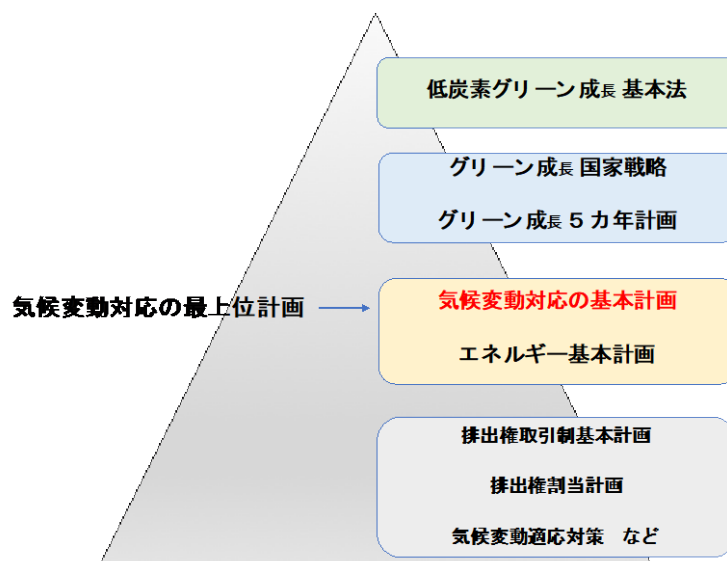 低炭素グリーン成長 基本法
グリーン成長 国家戦略
グリーン成長 5 カ年計画
気候変動対応の最上位計画
気候変動対応の基本計画
エネルギー基本計画
排出権取引制基本計画
排出権割当計画
気候変動適応対策 など